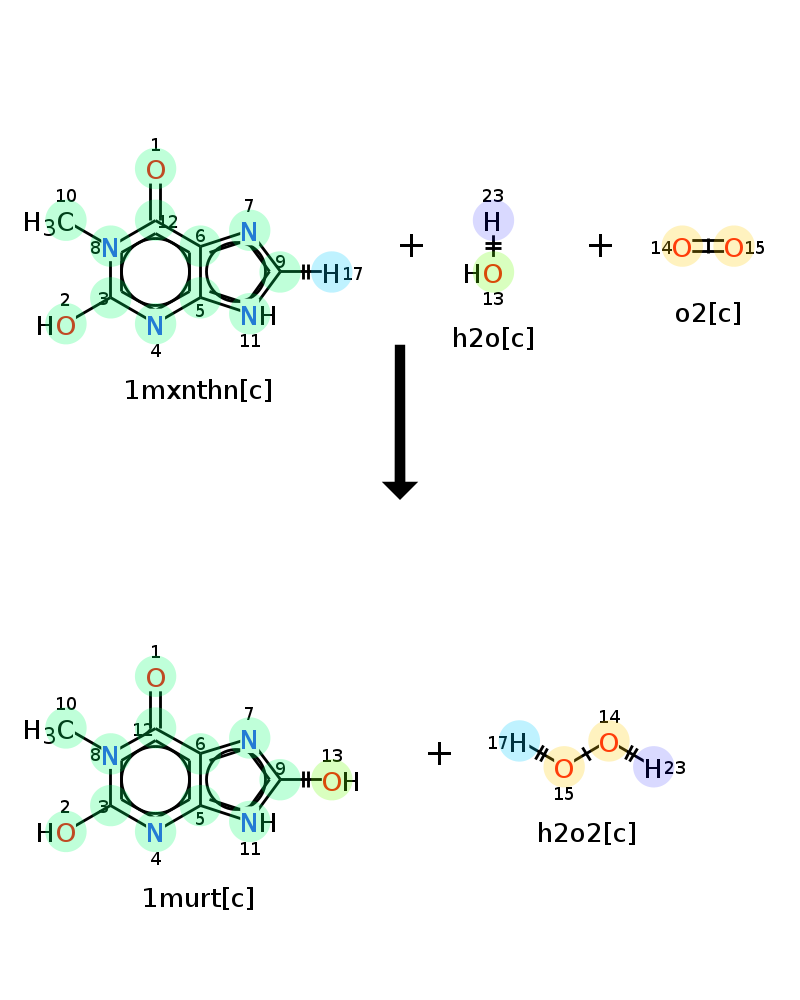 1
O
10
H3C
12
7
N
6
8
N
9
H 17
3
5
2
HO
N
4
NH
11
1mxnthn[c]
+
23
H
HO
13
h2o[c]
+
14 O O 15
o2[c]
1
O
10
H3C
12
7
N
6
8
N
9
13
OH
3
5
2
HO
N
4
NH
11
1murt[c]
+
17 H
14
O
O
15
H 23
h2o2[c]